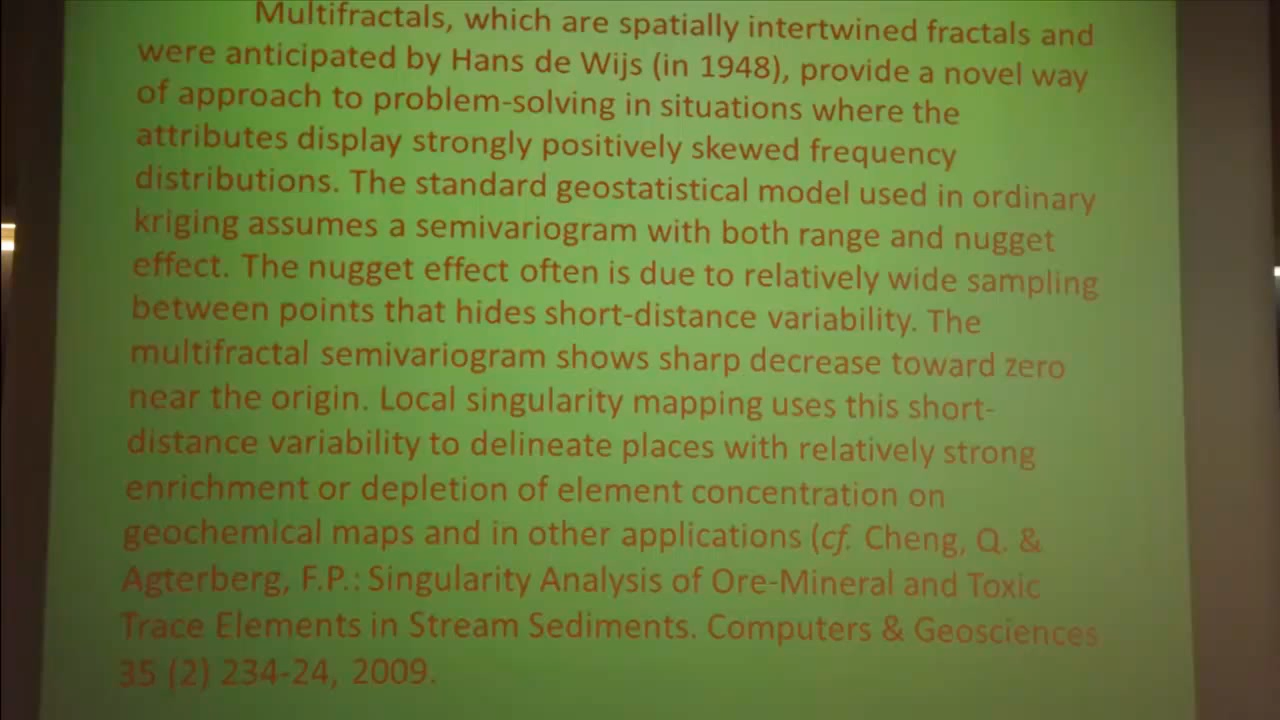 Multifractals, which are spatially intertwined fractals and
were anticipated by Hans de Wijs (in 1948), provide a novel way
of approach to problem-solving in situations where the
attributes display strongly positively skewed frequency
distributions. The standard geostatistical model used in ordinary
kriging assumes a semivariogram with both range and nugget
effect. The nugget effect often is due to relatively wide sampling
between points that hides short-distance variability. The
multifractal semivariogram shows sharp decrease toward zero
near the origin. Local singularity mapping uses this short-
distance variability to delineate places with relatively strong
enrichment or depletion of element concentration on
geochemical maps and in other applications (cf. Cheng, Q. &
Agterberg, F.P.: Singularity Analysis of Ore-Mineral and Toxic
Trace Elements in Stream Sediments. Computers & Geosciences
35 (2) 234-24, 2009.